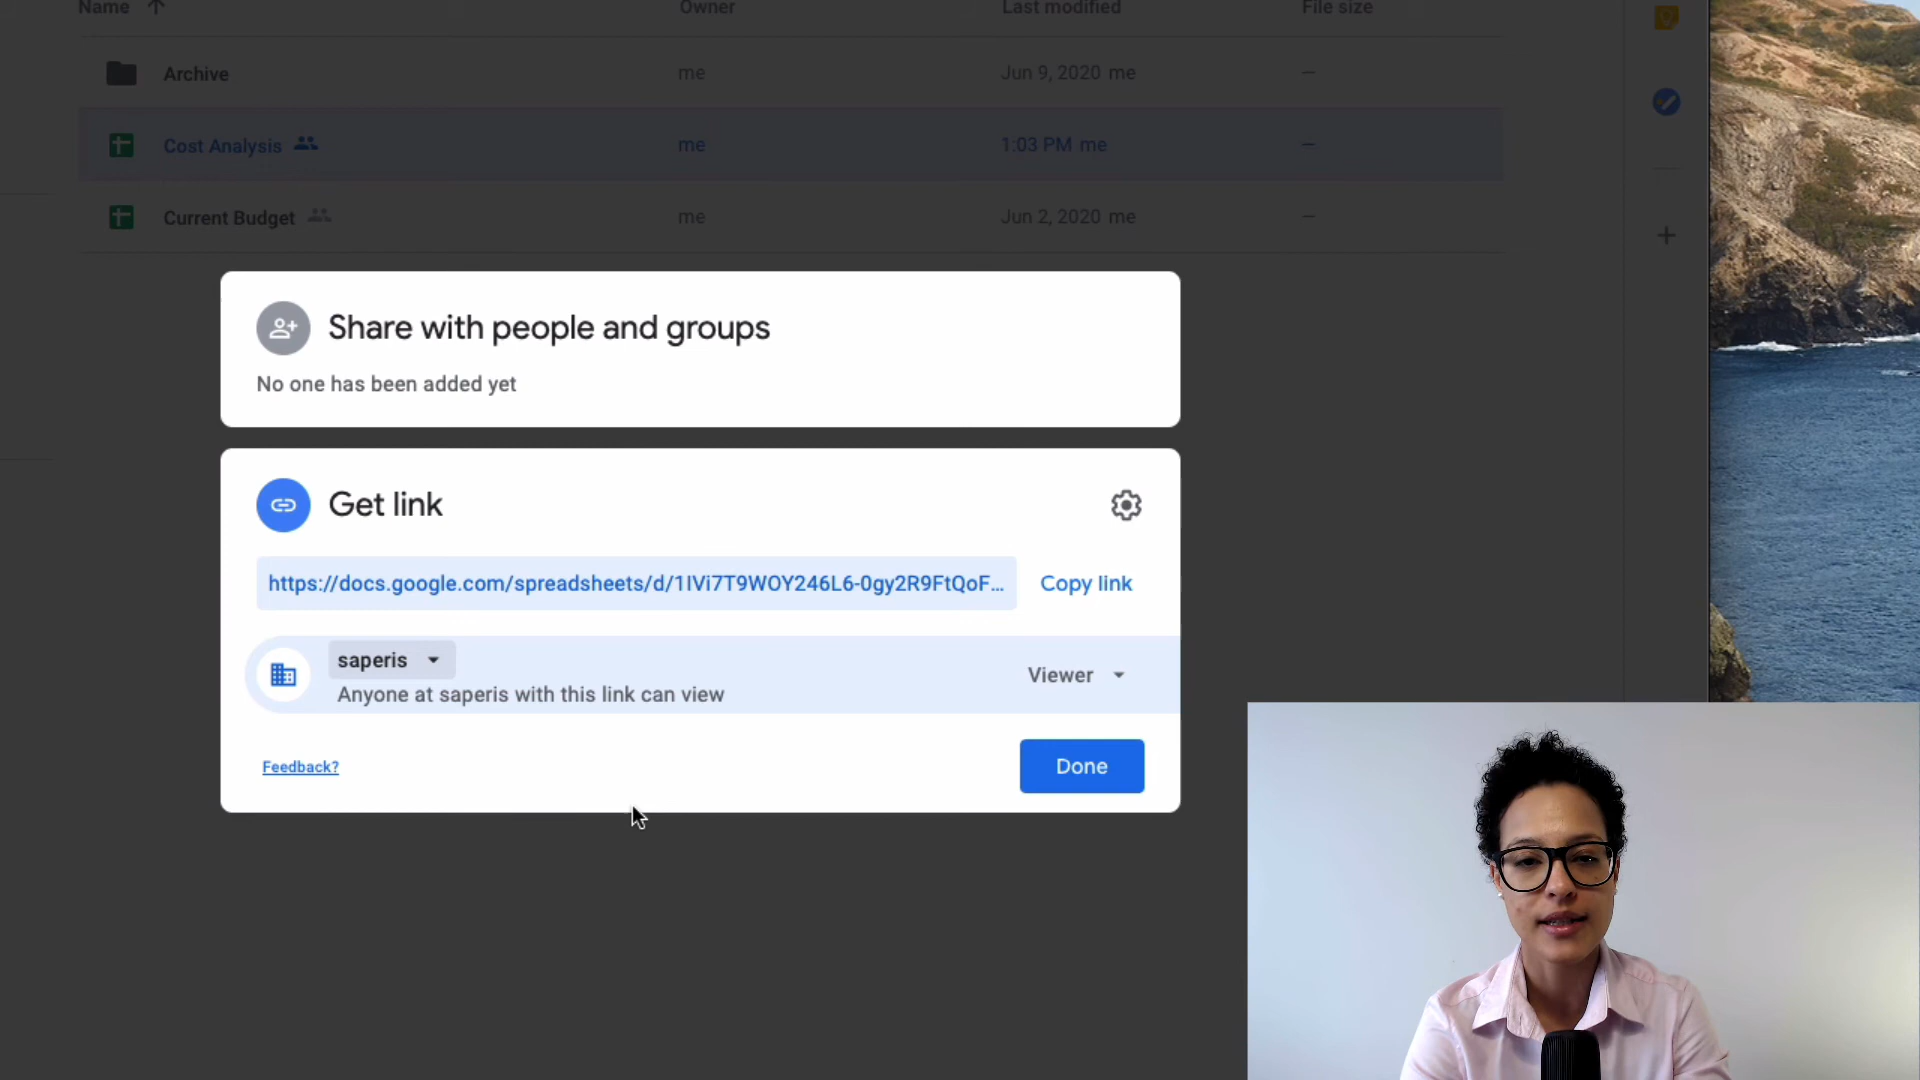 Name Owner Last modified File size
Archive me Jun 9, 2020 me —
Cost Analysis me 1:03 PM me —
Current Budget me Jun 2, 2020 me —
Share with people and groups
No one has been added yet
Get link
https://docs.google.com/spreadsheets/d/1IVi7T9WOY246L6-0gy2R9FtQoF... Copy link
saperis
Anyone at saperis with this link can view
Viewer
Feedback? Done